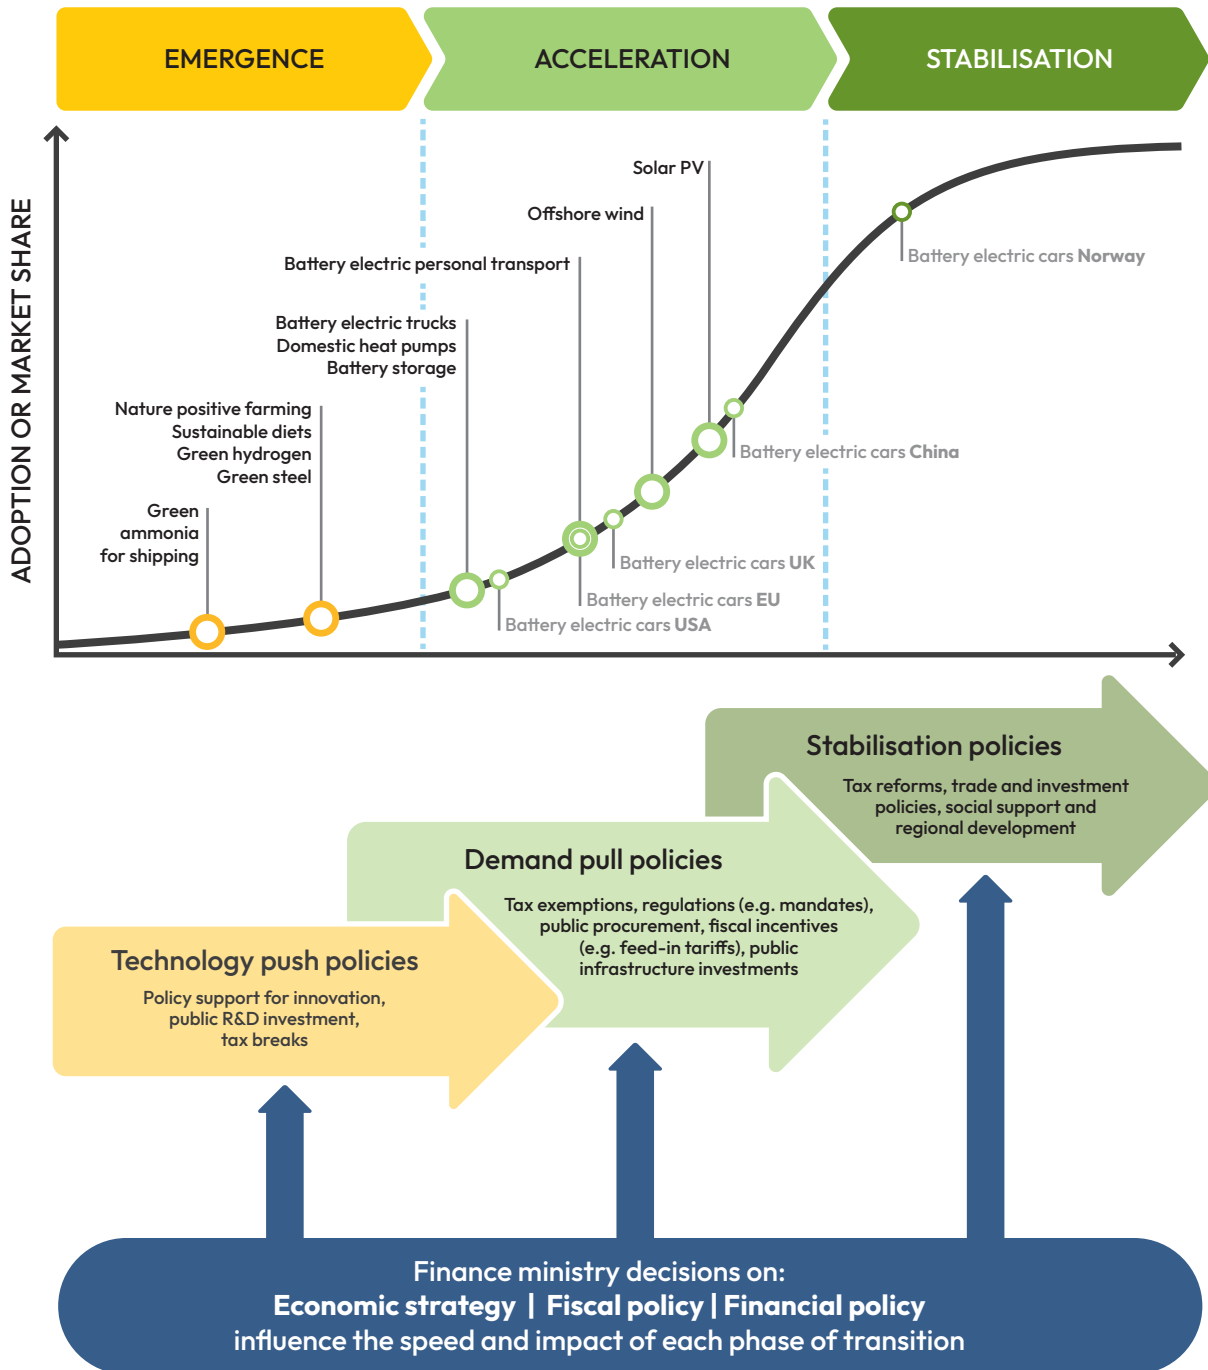 EMERGENCE
ACCELERATION
STABILISATION
ADOPTION OR MARKET SHARE
Solar PV
Offshore wind
Battery electric cars Norway
Battery electric personal transport
Battery electric trucks
Domestic heat pumps
Battery storage
Nature positive farming
Sustainable diets
Green hydrogen
Green steel
Battery electric cars China
Green
ammonia
for shipping
Battery electric cars UK
Battery electric cars EU
Battery electric cars USA
Stabilisation policies
Tax reforms, trade and investment
policies, social support and
regional development
Demand pull policies
Tax exemptions, regulations (e.g. mandates),
public procurement, fiscal incentives
(e.g. feed-in tariffs), public
infrastructure investments
Technology push policies
Policy support for innovation,
public R&D investment,
tax breaks
Finance ministry decisions on:
Economic strategy | Fiscal policy | Financial policy
influence the speed and impact of each phase of transition